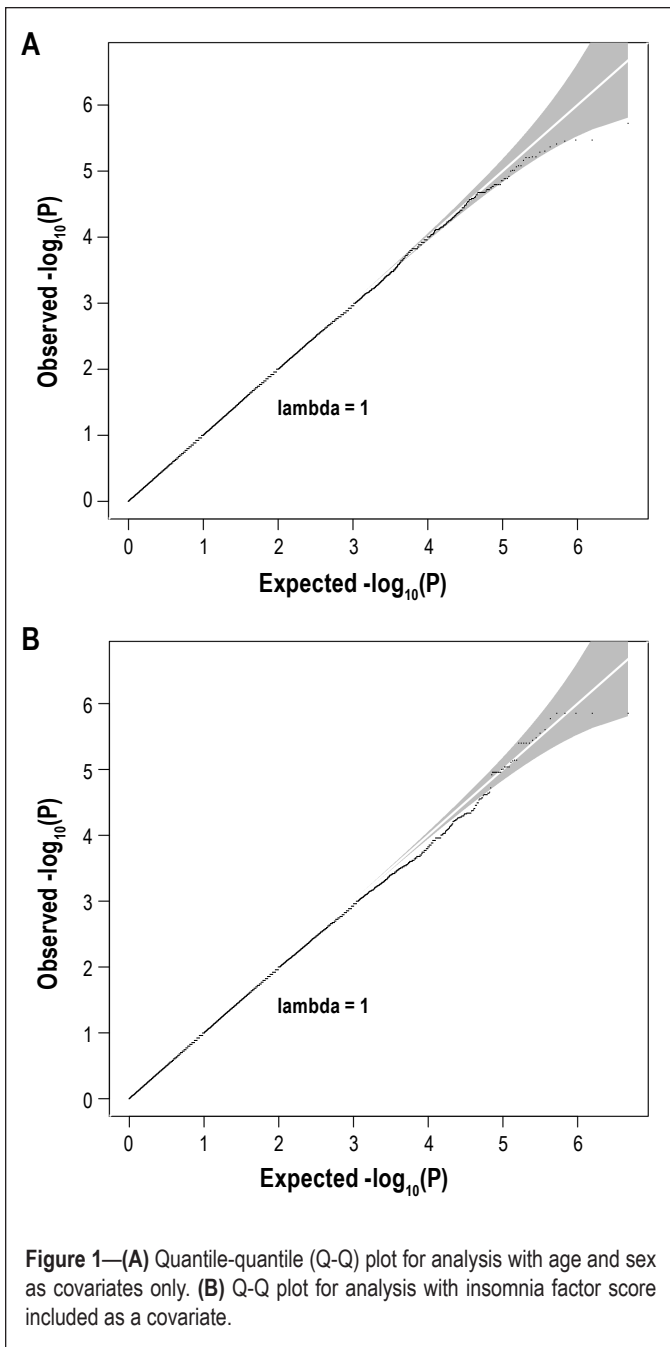 A
Observed -log10(P)
6
5
4
3
2
1
0
lambda = 1
0 1 2 3 4 5 6
Expected -log10(P)
B
Observed -log10(P)
6
5
4
3
2
1
0
lambda = 1
0 1 2 3 4 5 6
Expected -log10(P)
Figure 1—(A) Quantile-quantile (Q-Q) plot for analysis with age and sex
as covariates only. (B) Q-Q plot for analysis with insomnia factor score
included as a covariate.